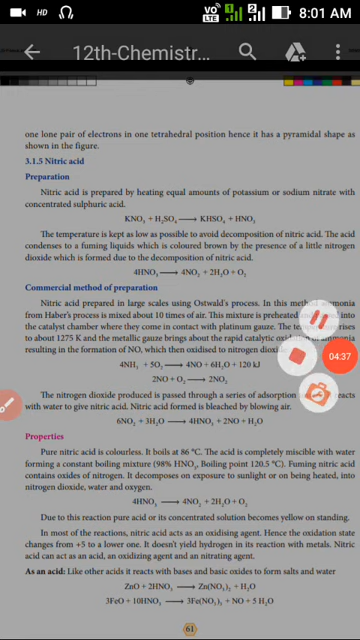 HD VO LTE 1 2 8:01 AM
12th-Chemistr...
one lone pair of electrons in one tetrahedral position hence it has a pyramidal shape as
shown in the figure.
3.1.5 Nitric acid
Preparation
Nitric acid is prepared by heating equal amounts of potassium or sodium nitrate with
concentrated sulphuric acid.
KNO₃ + H₂SO₄ ⟶ KHSO₄ + HNO₃
The temperature is kept as low as possible to avoid decomposition of nitric acid. The acid
condenses to a fuming liquids which is coloured brown by the presence of a little nitrogen
dioxide which is formed due to the decomposition of nitric acid.
4HNO₃ ⟶ 4NO₂ + 2H₂O + O₂
Commercial method of preparation
Nitric acid prepared in large scales using Ostwald's process. In this method ammonia
from Haber's process is mixed about 10 times of air. This mixture is preheated and into
the catalyst chamber where they come in contact with platinum gauze. The temperature rises
to about 1275 K and the metallic gauze brings about the rapid catalytic oxidation of ammonia
resulting in the formation of NO, which then oxidised to nitrogen dioxide
04:37
4NH₃ + 5O₂ ⟶ 4NO + 6H₂O + 120 kJ
2NO + O₂ ⟶ 2NO₂
The nitrogen dioxide produced is passed through a series of adsorption reacts
with water to give nitric acid. Nitric acid formed is bleached by blowing air.
6NO₂ + 3H₂O ⟶ 4HNO₃ + 2NO + H₂O
Properties
Pure nitric acid is colourless. It boils at 86 °C. The acid is completely miscible with water
forming a constant boiling mixture (98% HNO₃, Boiling point 120.5 °C). Fuming nitric acid
contains oxides of nitrogen. It decomposes on exposure to sunlight or on being heated, into
nitrogen dioxide, water and oxygen.
4HNO₃ ⟶ 4NO₂ + 2H₂O + O₂
Due to this reaction pure acid or its concentrated solution becomes yellow on standing.
In most of the reactions, nitric acid acts as an oxidising agent. Hence the oxidation state
changes from +5 to a lower one. It doesn't yield hydrogen in its reaction with metals. Nitric
acid can act as an acid, an oxidizing agent and an nitrating agent.
As an acid: Like other acids it reacts with bases and basic oxides to form salts and water
ZnO + 2HNO₃ ⟶ Zn(NO₃)₂ + H₂O
3FeO + 10HNO₃ ⟶ 3Fe(NO₃)₃ + NO + 5 H₂O
61